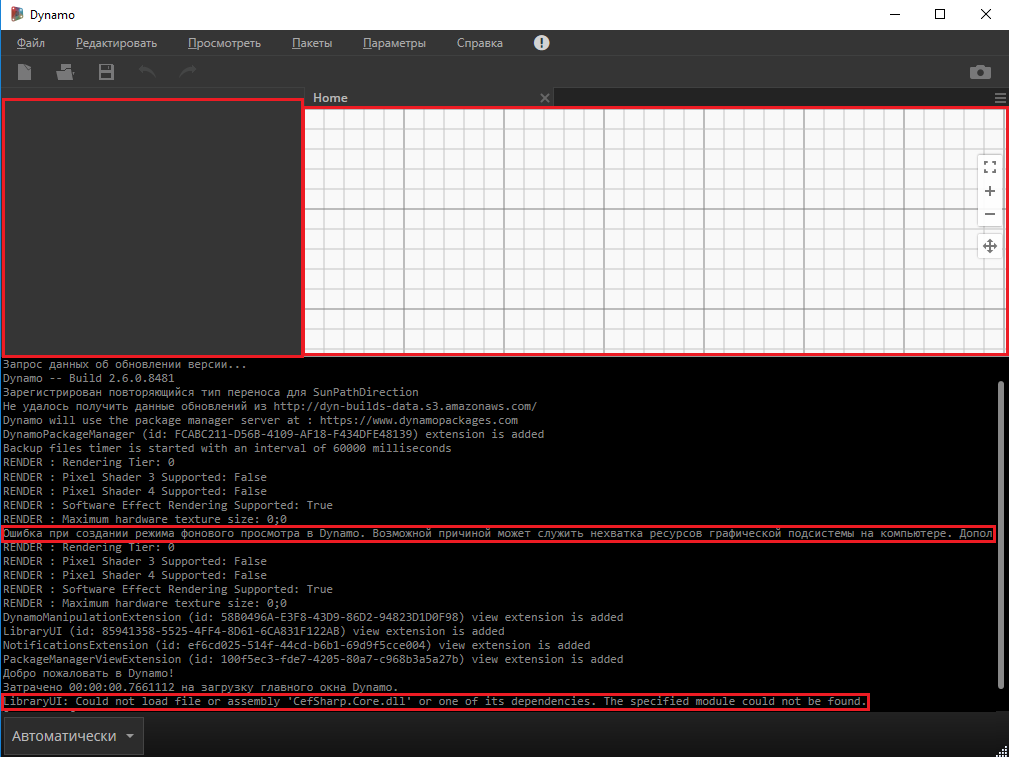 Dynamo
Файл Редактировать Просмотреть Пакеты Параметры Справка !
Home
Запрос данных об обновлении версии...
Dynamo -- Build 2.6.0.8481
Зарегистрирован повторяющийся тип переноса для SunPathDirection
Не удалось получить данные обновлений из http://dyn-builds-data.s3.amazonaws.com/
Dynamo will use the package manager server at : https://www.dynamopackages.com
DynamoPackageManager (id: FCABC211-D56B-4109-AF18-F434DFE48139) extension is added
Backup files timer is started with an interval of 60000 milliseconds
RENDER : Rendering Tier: 0
RENDER : Pixel Shader 3 Supported: False
RENDER : Pixel Shader 4 Supported: False
RENDER : Software Effect Rendering Supported: True
RENDER : Maximum hardware texture size: 0;0
Ошибка при создании режима фонового просмотра в Dynamo. Возможной причиной может служить нехватка ресурсов графической подсистемы на компьютере. Допол
RENDER : Rendering Tier: 0
RENDER : Pixel Shader 3 Supported: False
RENDER : Pixel Shader 4 Supported: False
RENDER : Software Effect Rendering Supported: True
RENDER : Maximum hardware texture size: 0;0
DynamoManipulationExtension (id: 58B0496A-E3F8-43D9-86D2-94823D1D0F98) view extension is added
LibraryUI (id: 85941358-5525-4FF4-8D61-6CA831F122AB) view extension is added
NotificationsExtension (id: ef6cd025-514f-44cd-b6b1-69d9f5cce004) view extension is added
PackageManagerViewExtension (id: 100f5ec3-fde7-4205-80a7-c968b3a5a27b) view extension is added
Добро пожаловать в Dynamo!
Затрачено 00:00:00.7661112 на загрузку главного окна Dynamo.
LibraryUI: Could not load file or assembly 'CefSharp.Core.dll' or one of its dependencies. The specified module could not be found.
Автоматически